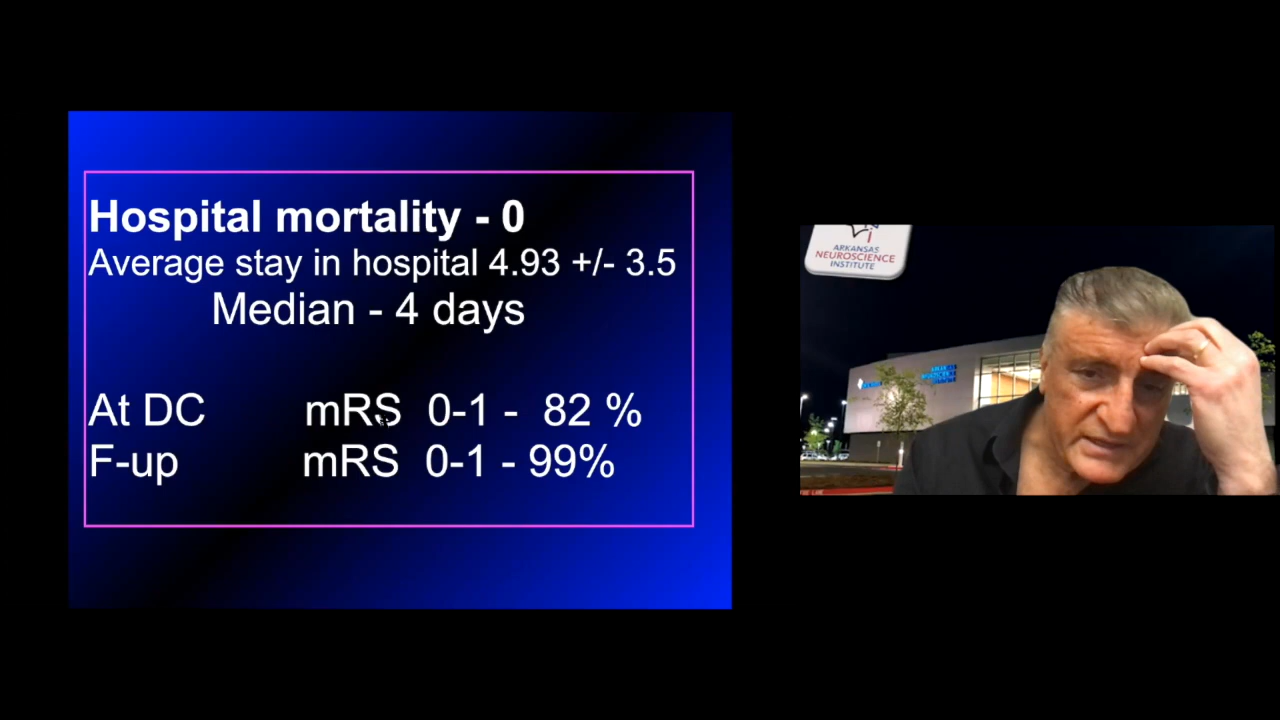 Hospital mortality - 0
Average stay in hospital 4.93 +/- 3.5
Median - 4 days
At DC mRS 0-1 - 82 %
F-up mRS 0-1 - 99%
ARKANSAS
NEUROSCIENCE
INSTITUTE